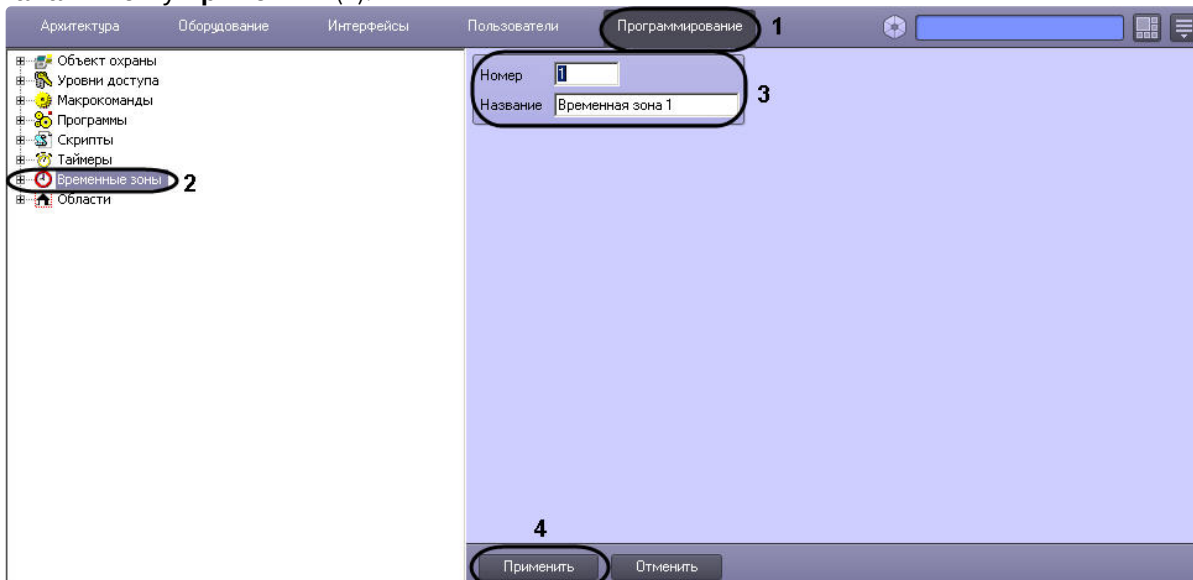 Архитектура Оборудование Интерфейсы Пользователи Программирование 1
Объект охраны
Уровни доступа
Макрокоманды
Программы
Скрипты
Таймеры
Временные зоны 2
Области
Номер 1
Название Временная зона 1
3
4
Применить Отменить